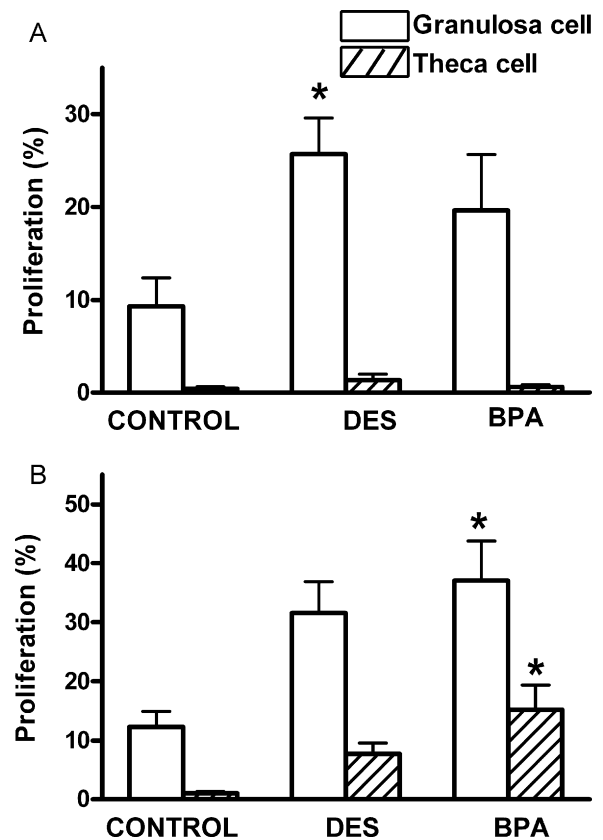 A
Granulosa cell
Theca cell
Proliferation (%)
30
20
10
0
*
CONTROL DES BPA
B
Proliferation (%)
50
40
30
20
10
0
*
*
CONTROL DES BPA